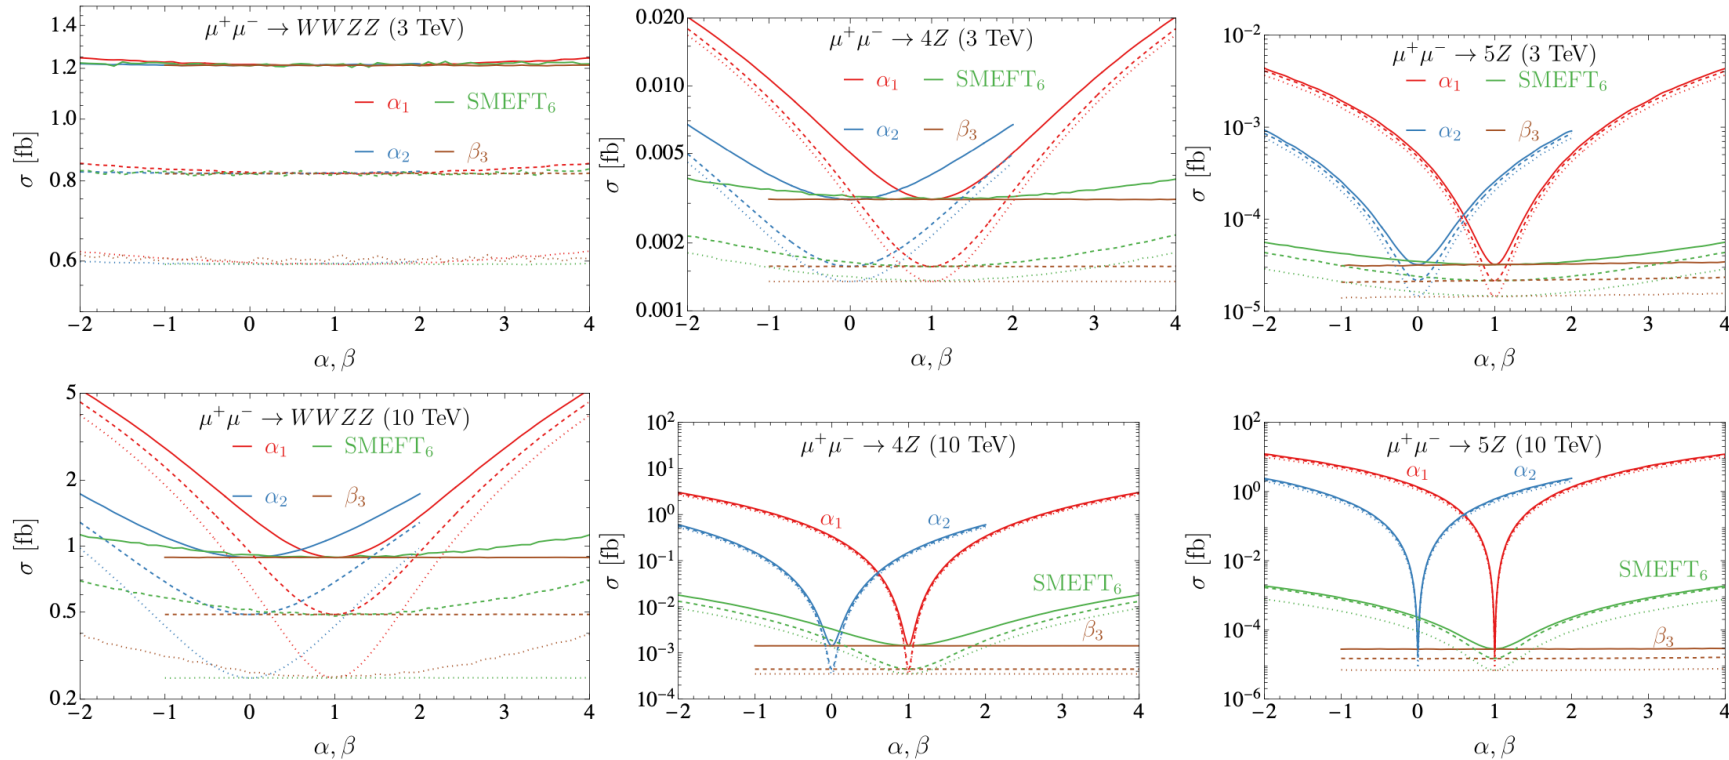 μ⁺μ⁻ → WWZZ (3 TeV)
α₁ SMEFT₆
α₂ β₃
σ [fb]
1.4
1.2
1.0
0.8
0.6
−2 −1 0 1 2 3 4
α, β
μ⁺μ⁻ → 4Z (3 TeV)
α₁ SMEFT₆
α₂ β₃
σ [fb]
0.020
0.010
0.005
0.002
0.001
−2 −1 0 1 2 3 4
α, β
μ⁺μ⁻ → 5Z (3 TeV)
α₁ SMEFT₆
α₂ β₃
σ [fb]
10⁻²
10⁻³
10⁻⁴
10⁻⁵
−2 −1 0 1 2 3 4
α, β
μ⁺μ⁻ → WWZZ (10 TeV)
α₁ SMEFT₆
α₂ β₃
σ [fb]
5
2
1
0.5
0.2
−2 −1 0 1 2 3 4
α, β
μ⁺μ⁻ → 4Z (10 TeV)
α₁ α₂
SMEFT₆
β₃
σ [fb]
10²
10¹
10⁰
10⁻¹
10⁻²
10⁻³
10⁻⁴
−2 −1 0 1 2 3 4
α, β
μ⁺μ⁻ → 5Z (10 TeV)
α₁ α₂
SMEFT₆
β₃
σ [fb]
10²
10⁰
10⁻²
10⁻⁴
10⁻⁶
−2 −1 0 1 2 3 4
α, β